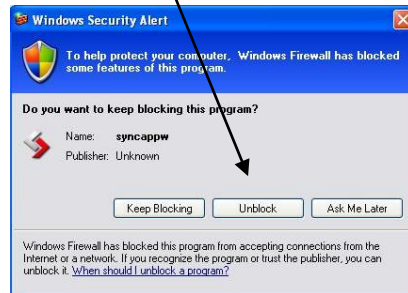 Windows Security Alert
To help protect your computer, Windows Firewall has blocked
some features of this program.
Do you want to keep blocking this program?
Name: syncappw
Publisher: Unknown
Keep Blocking Unblock Ask Me Later
Windows Firewall has blocked this program from accepting connections from the
Internet or a network. If you recognize the program or trust the publisher, you can
unblock it. When should I unblock a program?